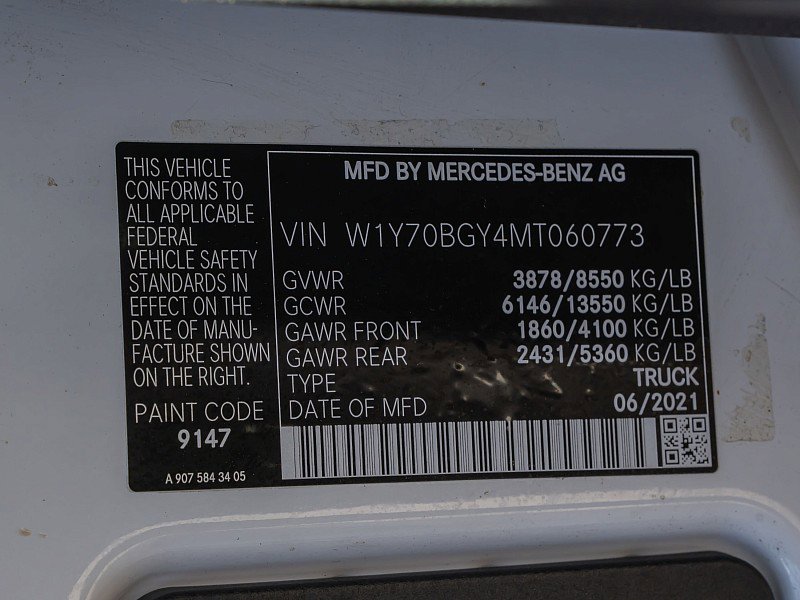 THIS VEHICLE
CONFORMS TO
ALL APPLICABLE
FEDERAL
VEHICLE SAFETY
STANDARDS IN
EFFECT ON THE
DATE OF MANU-
FACTURE SHOWN
ON THE RIGHT.
PAINT CODE
9147
A 907 584 34 05
MFD BY MERCEDES-BENZ AG
VIN W1Y70BGY4MT060773
GVWR 3878/8550 KG/LB
GCWR 6146/13550 KG/LB
GAWR FRONT 1860/4100 KG/LB
GAWR REAR 2431/5360 KG/LB
TYPE TRUCK
DATE OF MFD 06/2021